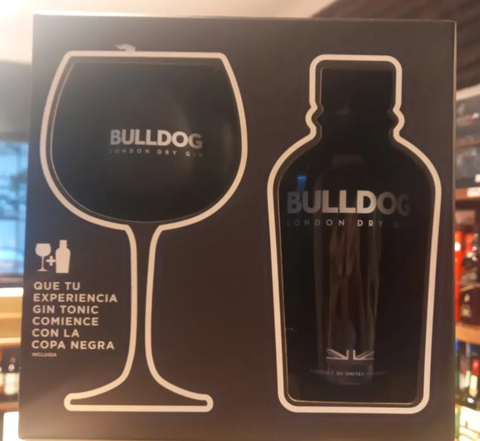 BULLDOG
LONDON DRY GIN
BULLDOG
LONDON DRY GIN
QUE TU
EXPERIENCIA
GIN TONIC
COMIENCE
CON LA
COPA NEGRA
INCLUIDA